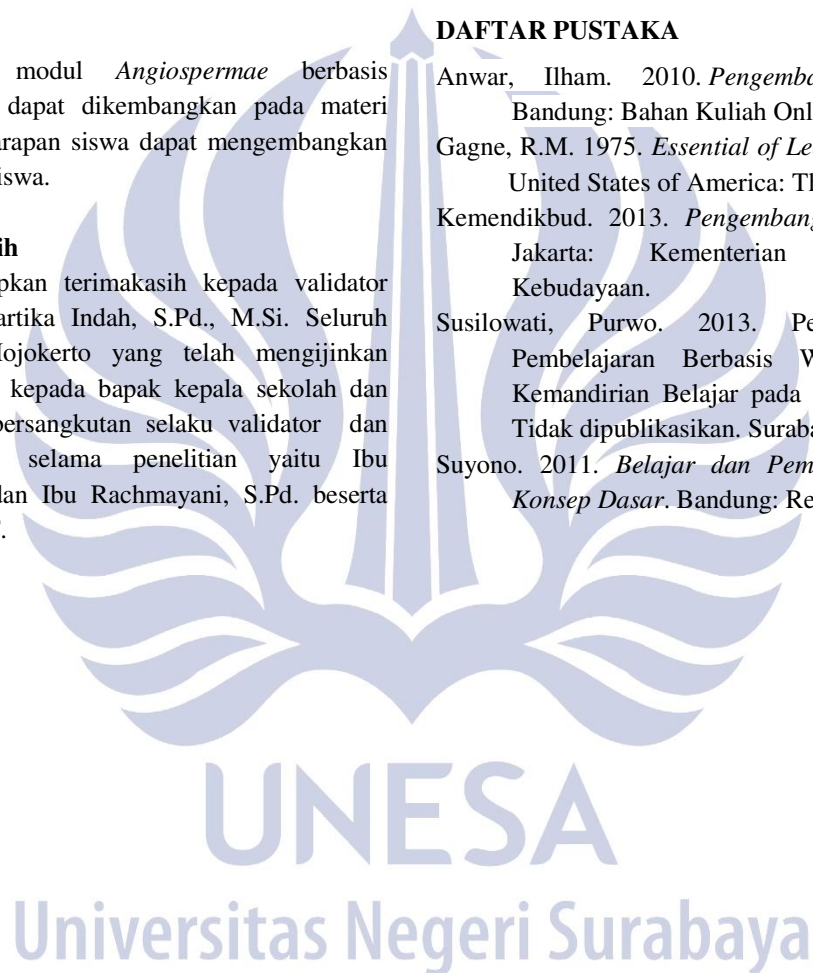 modul Angiospermae berbasis
dapat dikembangkan pada materi
arapan siswa dapat mengembangkan
iswa.
ih
pkan terimakasih kepada validator
artika Indah, S.Pd., M.Si. Seluruh
ojokerto yang telah mengijinkan
kepada bapak kepala sekolah dan
bersangkutan selaku validator dan
selama penelitian yaitu Ibu
dan Ibu Rachmayani, S.Pd. beserta
DAFTAR PUSTAKA
Anwar, Ilham. 2010. Pengemba
Bandung: Bahan Kuliah Onl
Gagne, R.M. 1975. Essential of Le
United States of America: Th
Kemendikbud. 2013. Pengembang
Jakarta: Kementerian
Kebudayaan.
Susilowati, Purwo. 2013. Pe
Pembelajaran Berbasis W
Kemandirian Belajar pada
Tidak dipublikasikan. Suraba
Suyono. 2011. Belajar dan Pem
Konsep Dasar. Bandung: Re
UNESA
Universitas Negeri Surabaya